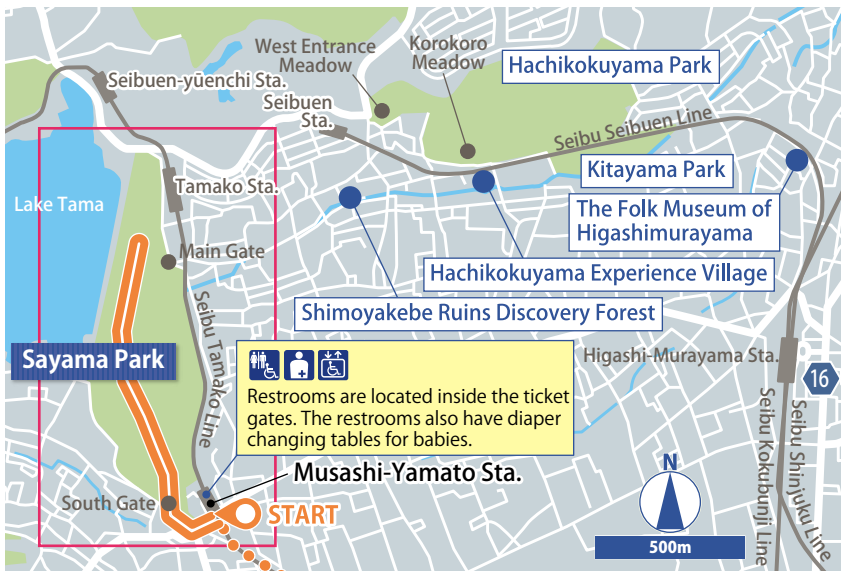 West Entrance
Meadow
Korokoro
Meadow
Hachikokuyama Park
Seibuen-yūenchi Sta.
Seibuen
Sta.
Seibu Seibuen Line
Kitayama Park
Tamako Sta.
Lake Tama
The Folk Museum of
Higashimurayama
Main Gate
Hachikokuyama Experience Village
Seibu Tamako Line
Shimoyakebe Ruins Discovery Forest
Sayama Park
Higashi-Murayama Sta.
16
Restrooms are located inside the ticket
gates. The restrooms also have diaper
changing tables for babies.
Seibu Kokubunji Line
Seibu Shinjuku Line
Musashi-Yamato Sta.
N
South Gate
START
500m